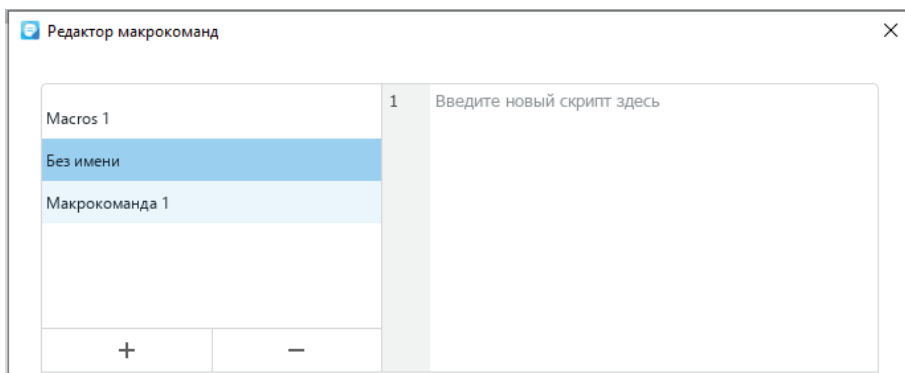 Редактор макрокоманд
Macros 1
Без имени
Макрокоманда 1
1 Введите новый скрипт здесь
+ −